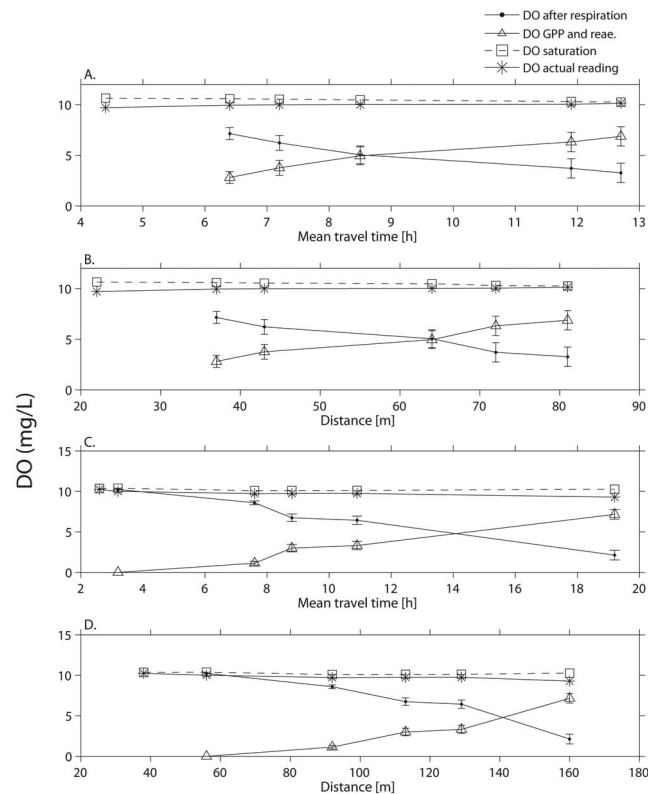 DO after respiration
DO GPP and reae.
DO saturation
DO actual reading
A.
10
5
0
4 5 6 7 8 9 10 11 12 13
Mean travel time [h]
B.
10
5
0
20 30 40 50 60 70 80 90
Distance [m]
DO (mg/L)
C.
15
10
5
0
2 4 6 8 10 12 14 16 18 20
Mean travel time [h]
D.
15
10
5
0
20 40 60 80 100 120 140 160 180
Distance [m]